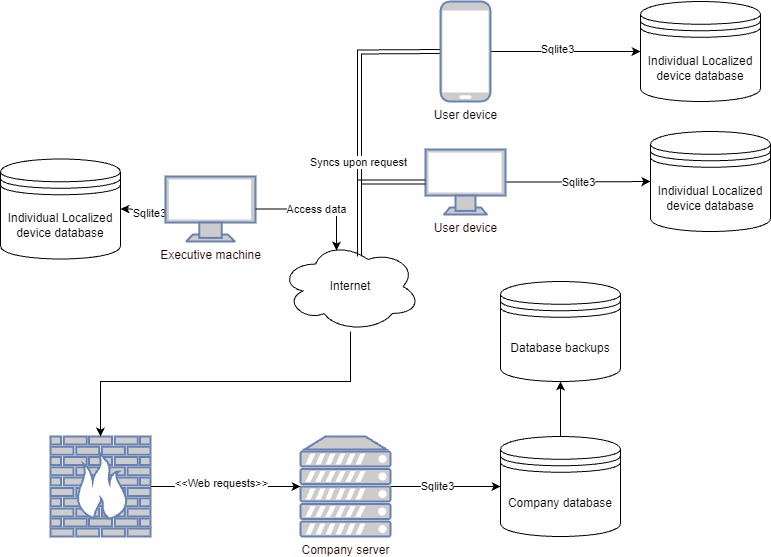 Sqlite3
Individual Localized
device database
User device
Syncs upon request
Sqlite3
Individual Localized
device database
User device
Individual Localized
device database
Sqlite3
Executive machine
Access data
Internet
Database backups
<<Web requests>>
Company server
Sqlite3
Company database